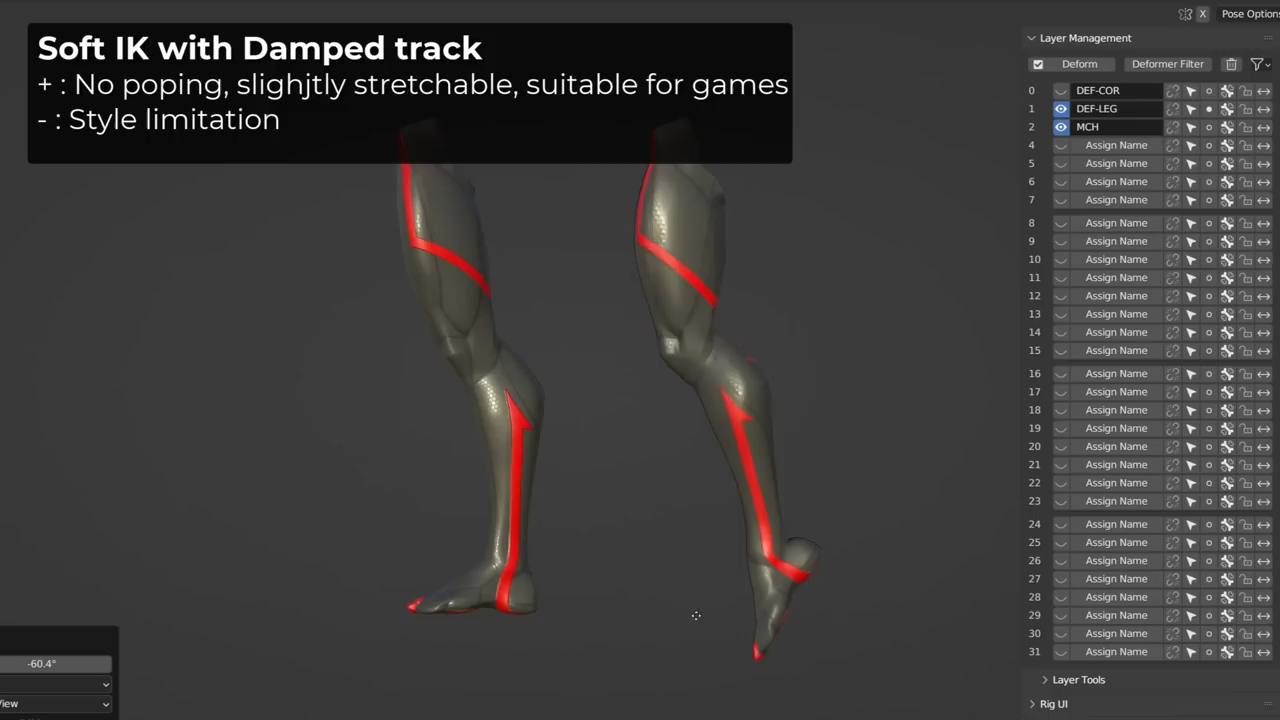 Soft IK with Damped track
+ : No poping, slighjtly stretchable, suitable for games
- : Style limitation
X Pose Options
Layer Management
Deform Deformer Filter
0 DEF-COR
1 DEF-LEG
2 MCH
4 Assign Name
5 Assign Name
6 Assign Name
7 Assign Name
8 Assign Name
9 Assign Name
10 Assign Name
11 Assign Name
12 Assign Name
13 Assign Name
14 Assign Name
15 Assign Name
16 Assign Name
17 Assign Name
18 Assign Name
19 Assign Name
20 Assign Name
21 Assign Name
22 Assign Name
23 Assign Name
24 Assign Name
25 Assign Name
26 Assign Name
27 Assign Name
28 Assign Name
29 Assign Name
30 Assign Name
31 Assign Name
Layer Tools
Rig UI
-60.4°
View